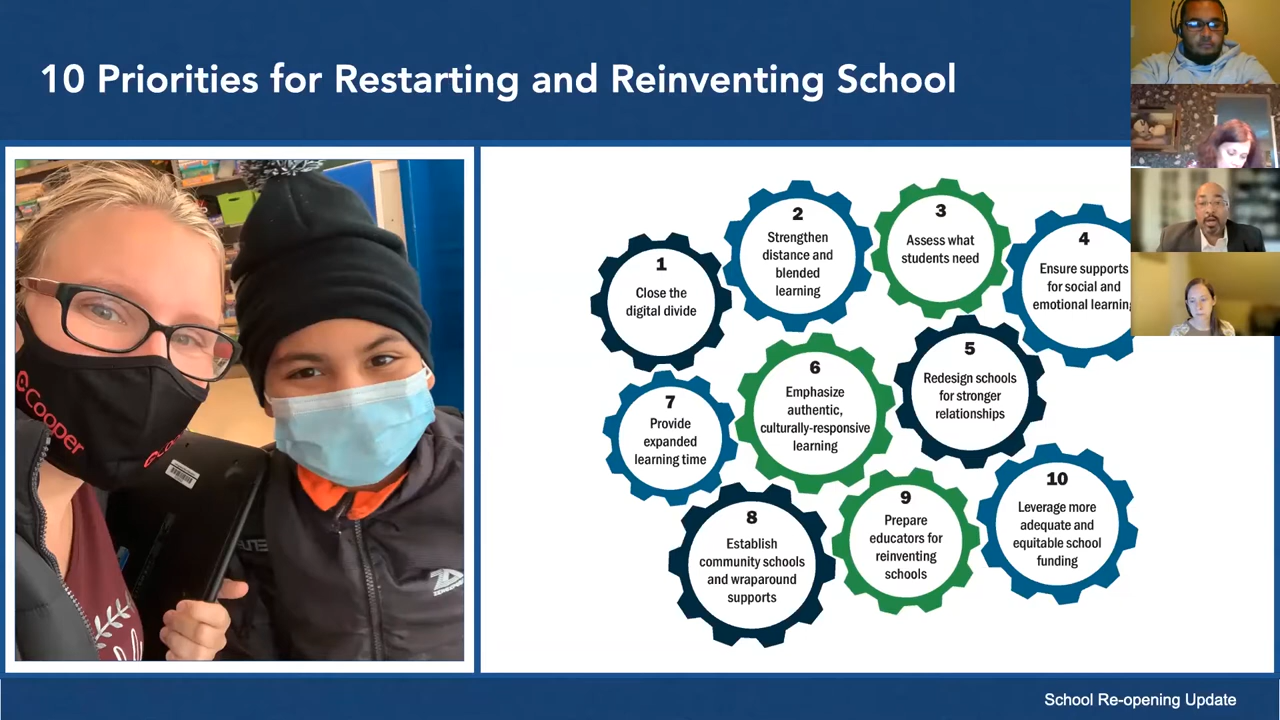 10 Priorities for Restarting and Reinventing School
Cooper
1
Close the
digital divide
2
Strengthen
distance and
blended
learning
3
Assess what
students need
4
Ensure supports
for social and
emotional learning
5
Redesign schools
for stronger
relationships
6
Emphasize
authentic,
culturally-responsive
learning
7
Provide
expanded
learning time
8
Establish
community schools
and wraparound
supports
9
Prepare
educators for
reinventing
schools
10
Leverage more
adequate and
equitable school
funding
School Re-opening Update